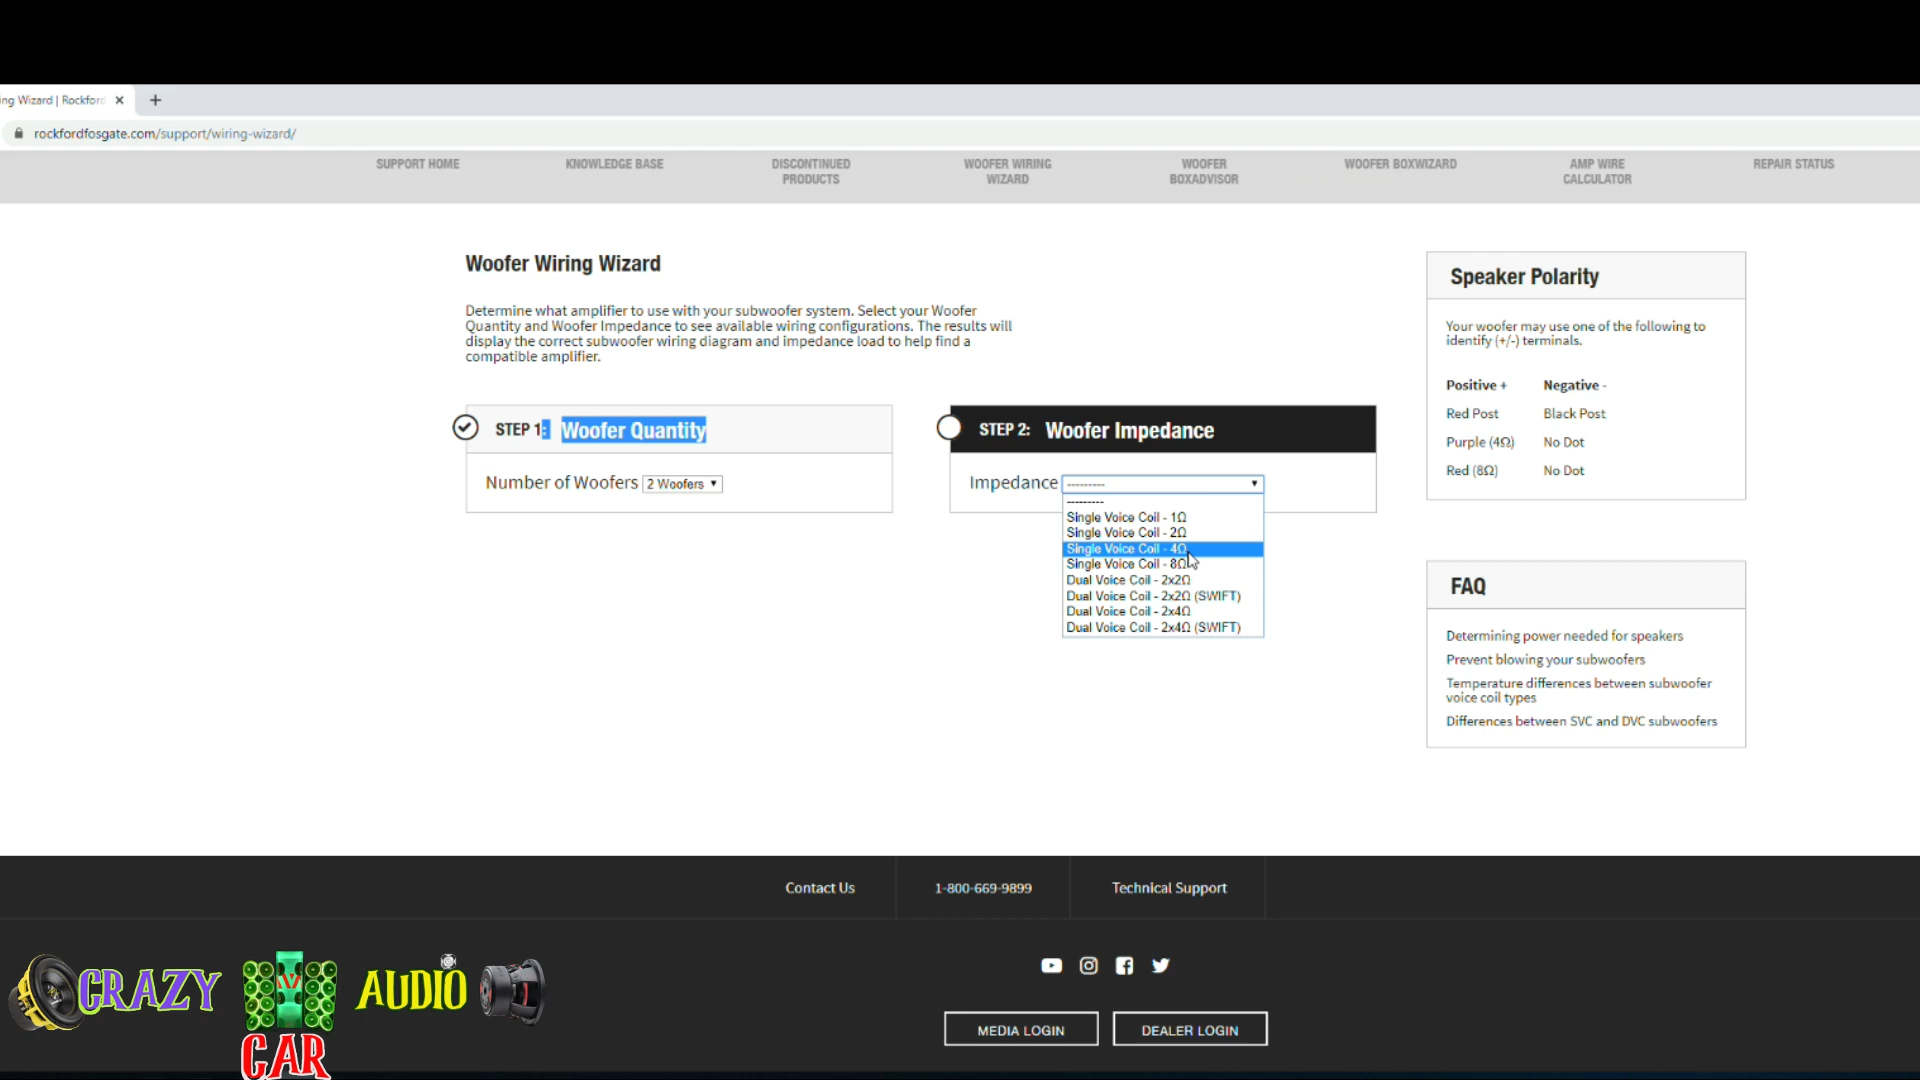 ing Wizard | Rockford
rockfordfosgate.com/support/wiring-wizard/
SUPPORT HOME
KNOWLEDGE BASE
DISCONTINUED
PRODUCTS
WOOFER WIRING
WIZARD
WOOFER
BOXADVISOR
WOOFER BOXWIZARD
AMP WIRE
CALCULATOR
REPAIR STATUS
Woofer Wiring Wizard
Determine what amplifier to use with your subwoofer system. Select your Woofer
Quantity and Woofer Impedance to see available wiring configurations. The results will
display the correct subwoofer wiring diagram and impedance load to help find a
compatible amplifier.
STEP 1: Woofer Quantity
Number of Woofers 2 Woofers
STEP 2: Woofer Impedance
Impedance ---------
---------
Single Voice Coil - 1Ω
Single Voice Coil - 2Ω
Single Voice Coil - 4Ω
Single Voice Coil - 8Ω
Dual Voice Coil - 2x2Ω
Dual Voice Coil - 2x2Ω (SWIFT)
Dual Voice Coil - 2x4Ω
Dual Voice Coil - 2x4Ω (SWIFT)
Speaker Polarity
Your woofer may use one of the following to
identify (+/-) terminals.
Positive + Negative -
Red Post Black Post
Purple (4Ω) No Dot
Red (8Ω) No Dot
FAQ
Determining power needed for speakers
Prevent blowing your subwoofers
Temperature differences between subwoofer
voice coil types
Differences between SVC and DVC subwoofers
Contact Us
1-800-669-9899
Technical Support
MEDIA LOGIN
DEALER LOGIN
CRAZY
CAR
AUDIO